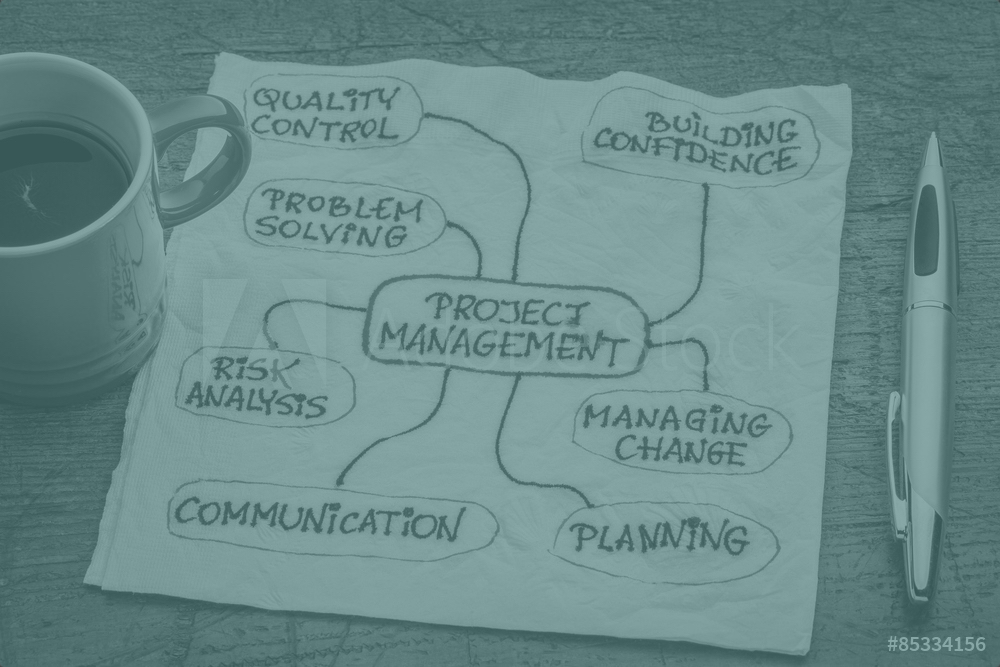 QUALITY
CONTROL
BUILDING
CONFIDENCE
PROBLEM
SOLVING
PROJECT
MANAGEMENT
RISK
ANALYSIS
MANAGING
CHANGE
COMMUNICATION
PLANNING
Adobe Stock
#85334156